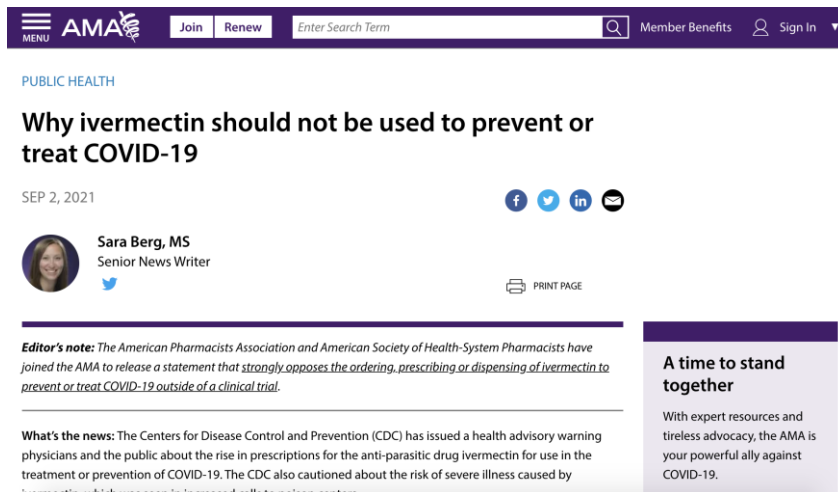 MENU
AMA
Join
Renew
Enter Search Term
Member Benefits
Sign In
PUBLIC HEALTH
Why ivermectin should not be used to prevent or
treat COVID-19
SEP 2, 2021
Sara Berg, MS
Senior News Writer
PRINT PAGE
Editor's note: The American Pharmacists Association and American Society of Health-System Pharmacists have
joined the AMA to release a statement that strongly opposes the ordering, prescribing or dispensing of ivermectin to
prevent or treat COVID-19 outside of a clinical trial.
What's the news: The Centers for Disease Control and Prevention (CDC) has issued a health advisory warning
physicians and the public about the rise in prescriptions for the anti-parasitic drug ivermectin for use in the
treatment or prevention of COVID-19. The CDC also cautioned about the risk of severe illness caused by
A time to stand
together
With expert resources and
tireless advocacy, the AMA is
your powerful ally against
COVID-19.